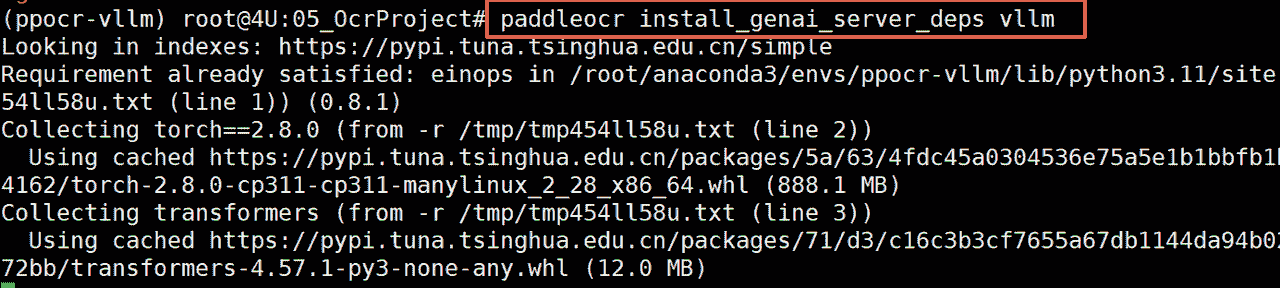 (ppocr-vllm) root@4U:05_OcrProject# paddleocr install_genai_server_deps vllm
Looking in indexes: https://pypi.tuna.tsinghua.edu.cn/simple
Requirement already satisfied: einops in /root/anaconda3/envs/ppocr-vllm/lib/python3.11/site
54ll58u.txt (line 1)) (0.8.1)
Collecting torch==2.8.0 (from -r /tmp/tmp454ll58u.txt (line 2))
  Using cached https://pypi.tuna.tsinghua.edu.cn/packages/5a/63/4fdc45a0304536e75a5e1b1bbfb1b
4162/torch-2.8.0-cp311-cp311-manylinux_2_28_x86_64.whl (888.1 MB)
Collecting transformers (from -r /tmp/tmp454ll58u.txt (line 3))
  Using cached https://pypi.tuna.tsinghua.edu.cn/packages/71/d3/c16c3b3cf7655a67db1144da94b02
72bb/transformers-4.57.1-py3-none-any.whl (12.0 MB)